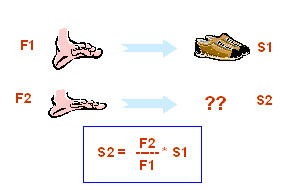 F1 S1
F2 ?? S2
S2 = F2
----- * S1
F1